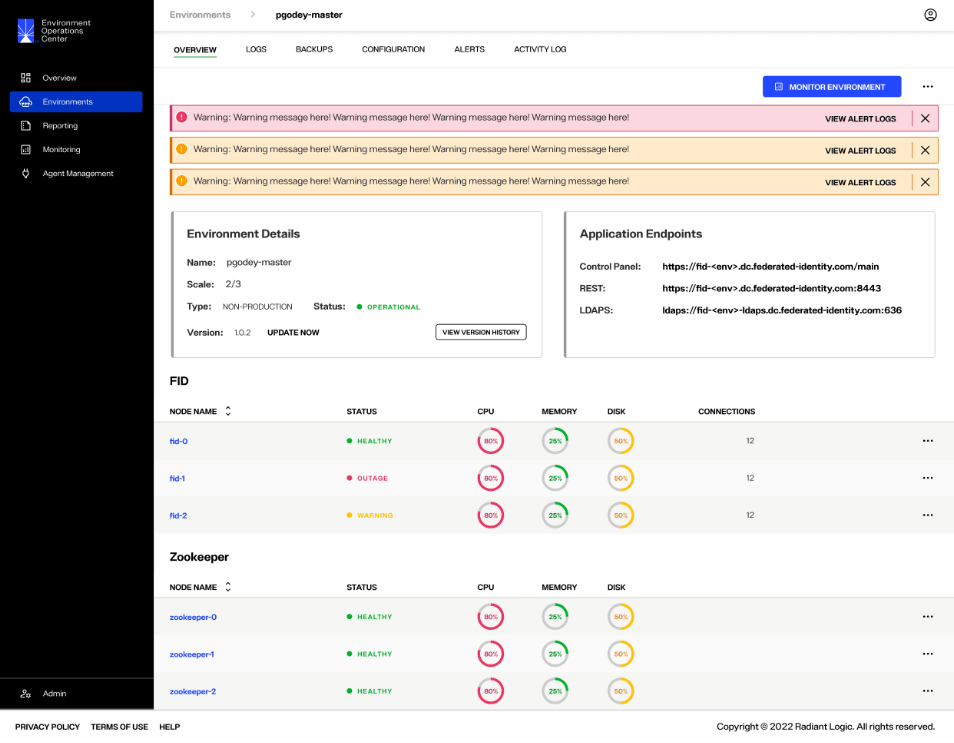 Environment
Operations
Center
Environments > pgodey-master
OVERVIEW LOGS BACKUPS CONFIGURATION ALERTS ACTIVITY LOG
Overview
Environments
Reporting
Monitoring
Agent Management
MONITOR ENVIRONMENT
Warning: Warning message here! Warning message here! Warning message here! Warning message here! VIEW ALERT LOGS
Warning: Warning message here! Warning message here! Warning message here! Warning message here! VIEW ALERT LOGS
Warning: Warning message here! Warning message here! Warning message here! Warning message here! VIEW ALERT LOGS
Environment Details
Name: pgodey-master
Scale: 2/3
Type: NON-PRODUCTION Status: OPERATIONAL
Version: 1.0.2 UPDATE NOW VIEW VERSION HISTORY
Application Endpoints
Control Panel: https://fid-<env>.dc.federated-identity.com/main
REST: https://fid-<env>.dc.federated-identity.com:8443
LDAPS: ldaps://fid-<env>-ldaps.dc.federated-identity.com:636
FID
NODE NAME STATUS CPU MEMORY DISK CONNECTIONS
fid-0 HEALTHY 80% 25% 50% 12
fid-1 OUTAGE 80% 25% 50% 12
fid-2 WARNING 80% 25% 50% 12
Zookeeper
NODE NAME STATUS CPU MEMORY DISK
zookeeper-0 HEALTHY 80% 25% 50%
zookeeper-1 HEALTHY 80% 25% 50%
zookeeper-2 HEALTHY 80% 25% 50%
Admin
PRIVACY POLICY TERMS OF USE HELP
Copyright © 2022 Radiant Logic. All rights reserved.